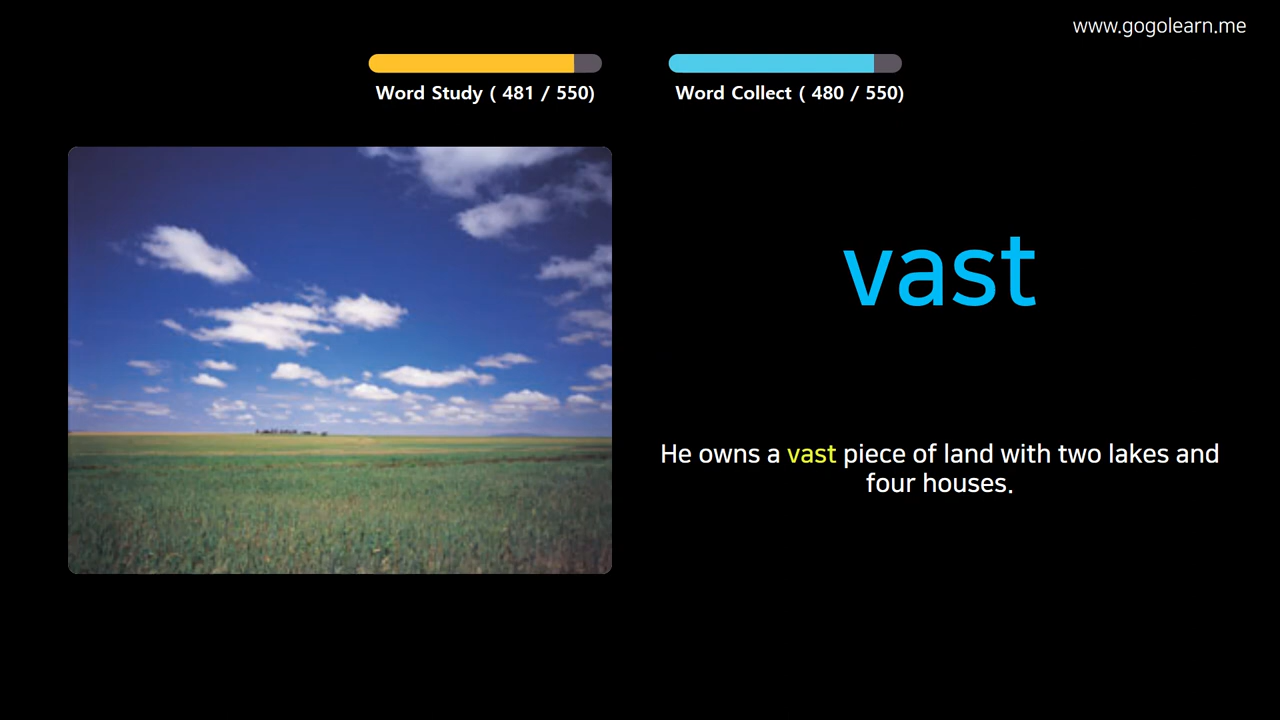 www.gogolearn.me
Word Study ( 481 / 550)
Word Collect ( 480 / 550)
vast
He owns a vast piece of land with two lakes and
four houses.